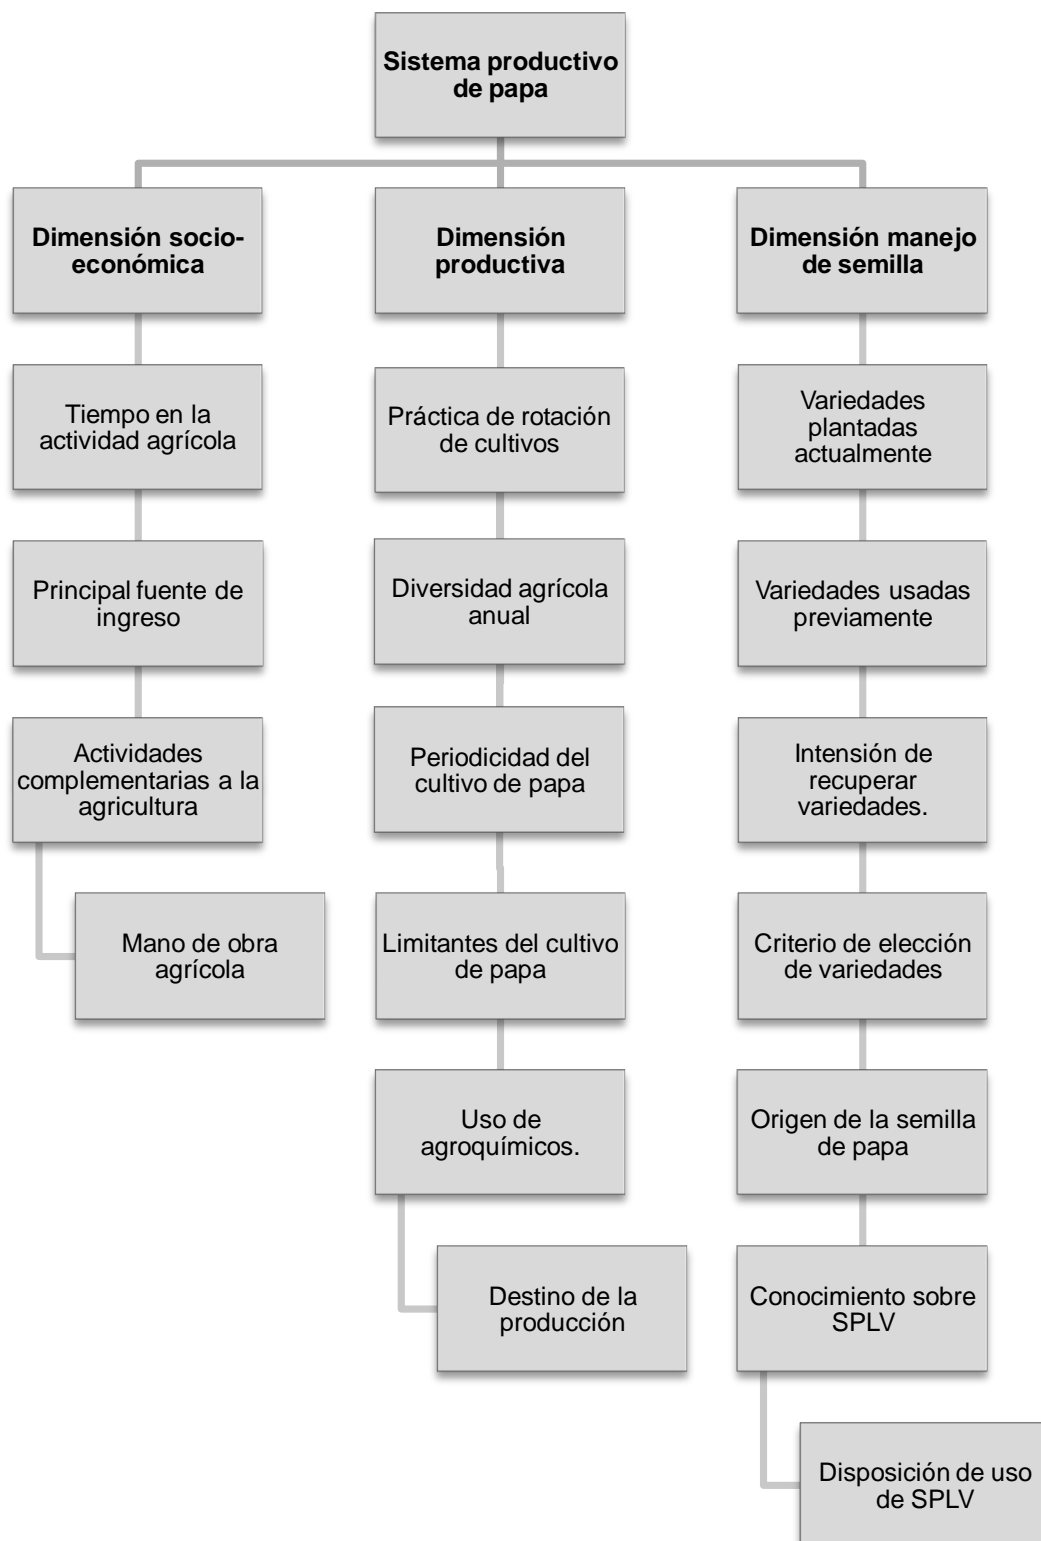 Sistema productivo
de papa
Dimensión socio-
económica
Tiempo en la
actividad agrícola
Principal fuente de
ingreso
Actividades
complementarias a la
agricultura
Mano de obra
agrícola
Dimensión
productiva
Práctica de rotación
de cultivos
Diversidad agrícola
anual
Periodicidad del
cultivo de papa
Limitantes del cultivo
de papa
Uso de
agroquímicos.
Destino de la
producción
Dimensión manejo
de semilla
Variedades
plantadas
actualmente
Variedades usadas
previamente
Intensión de
recuperar
variedades.
Criterio de elección
de variedades
Origen de la semilla
de papa
Conocimiento sobre
SPLV
Disposición de uso
de SPLV